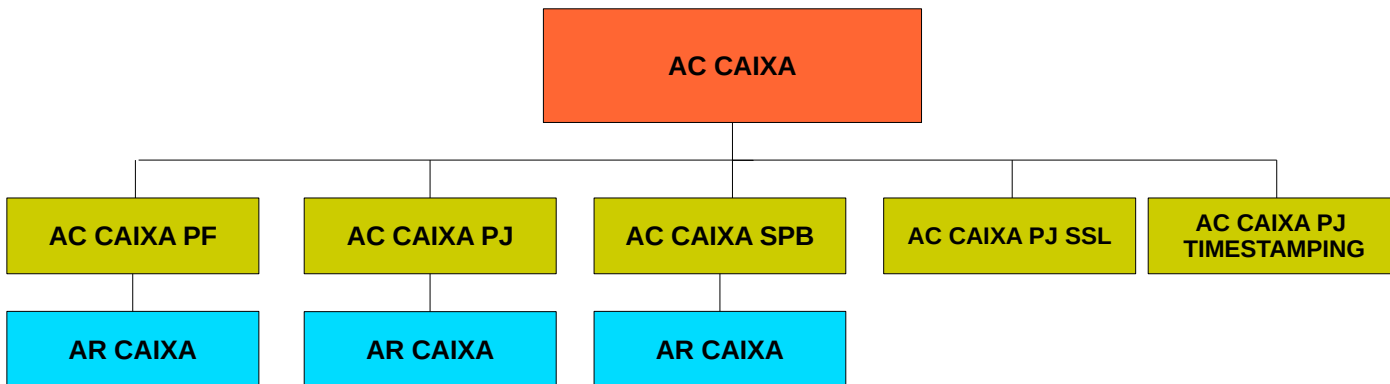 AC CAIXA
AC CAIXA PF
AC CAIXA PJ
AC CAIXA SPB
AC CAIXA PJ SSL
AC CAIXA PJ
TIMESTAMPING
AR CAIXA
AR CAIXA
AR CAIXA